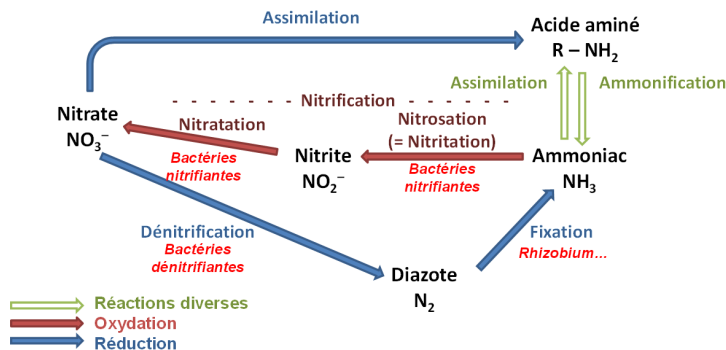 Assimilation
Acide aminé
R – NH₂
Assimilation
Ammonification
- - - - - - - Nitrification - - - - - - -
Nitrate
NO₃⁻
Nitratation
Bactéries
nitrifiantes
Nitrosation
(= Nitritation)
Bactéries
nitrifiantes
Nitrite
NO₂⁻
Ammoniac
NH₃
Dénitrification
Bactéries
dénitrifiantes
Fixation
Rhizobium…
Diazote
N₂
Réactions diverses
Oxydation
Réduction